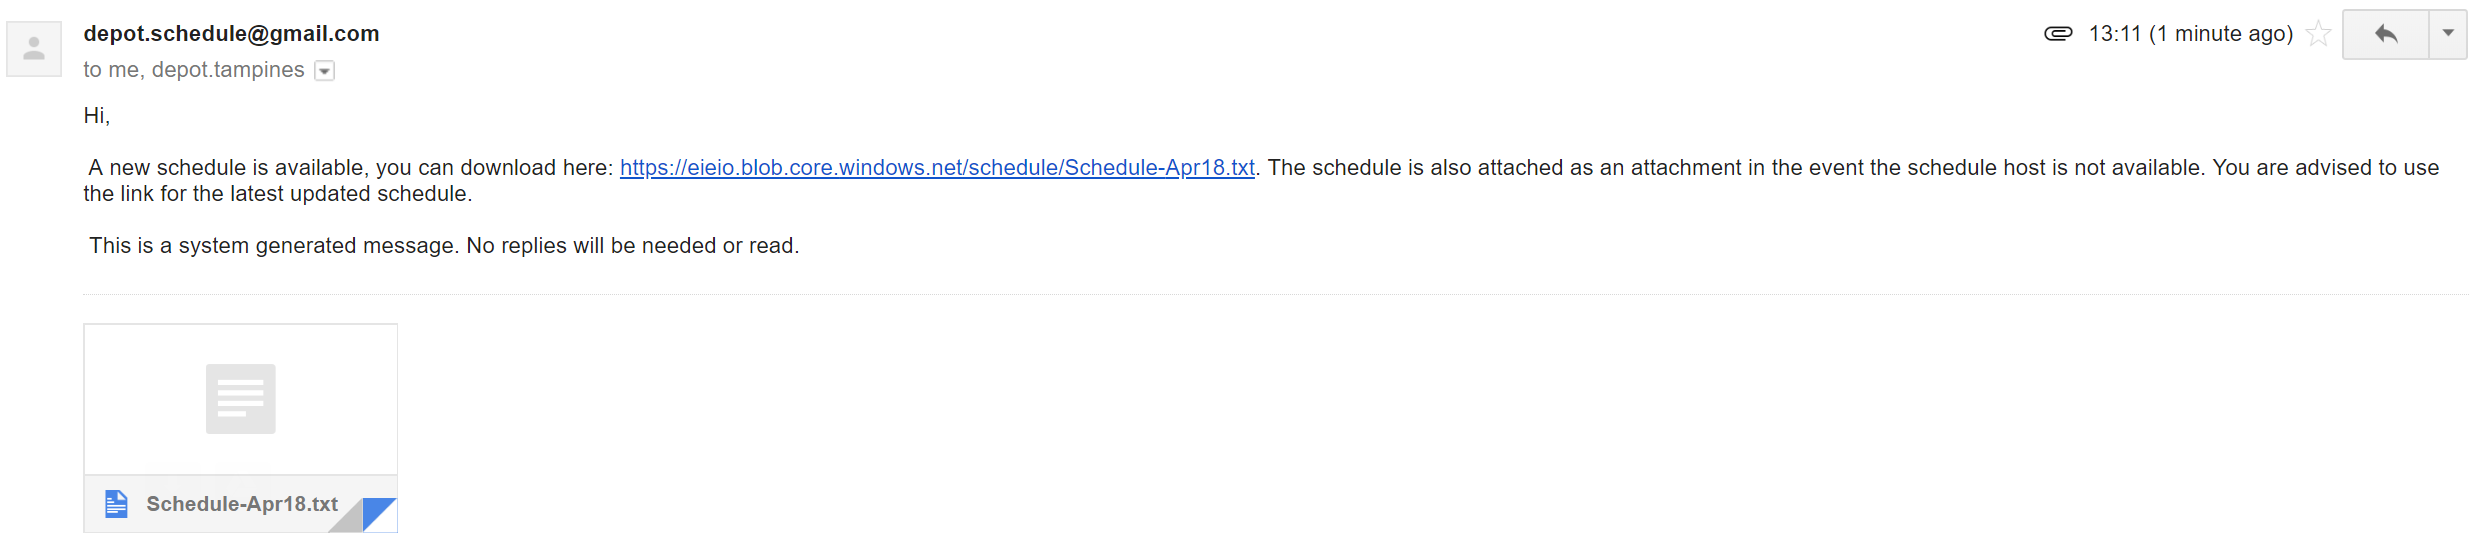 depot.schedule@gmail.com
13:11 (1 minute ago)
to me, depot.tampines
Hi,
A new schedule is available, you can download here: https://eieio.blob.core.windows.net/schedule/Schedule-Apr18.txt. The schedule is also attached as an attachment in the event the schedule host is not available. You are advised to use
the link for the latest updated schedule.
This is a system generated message. No replies will be needed or read.
Schedule-Apr18.txt